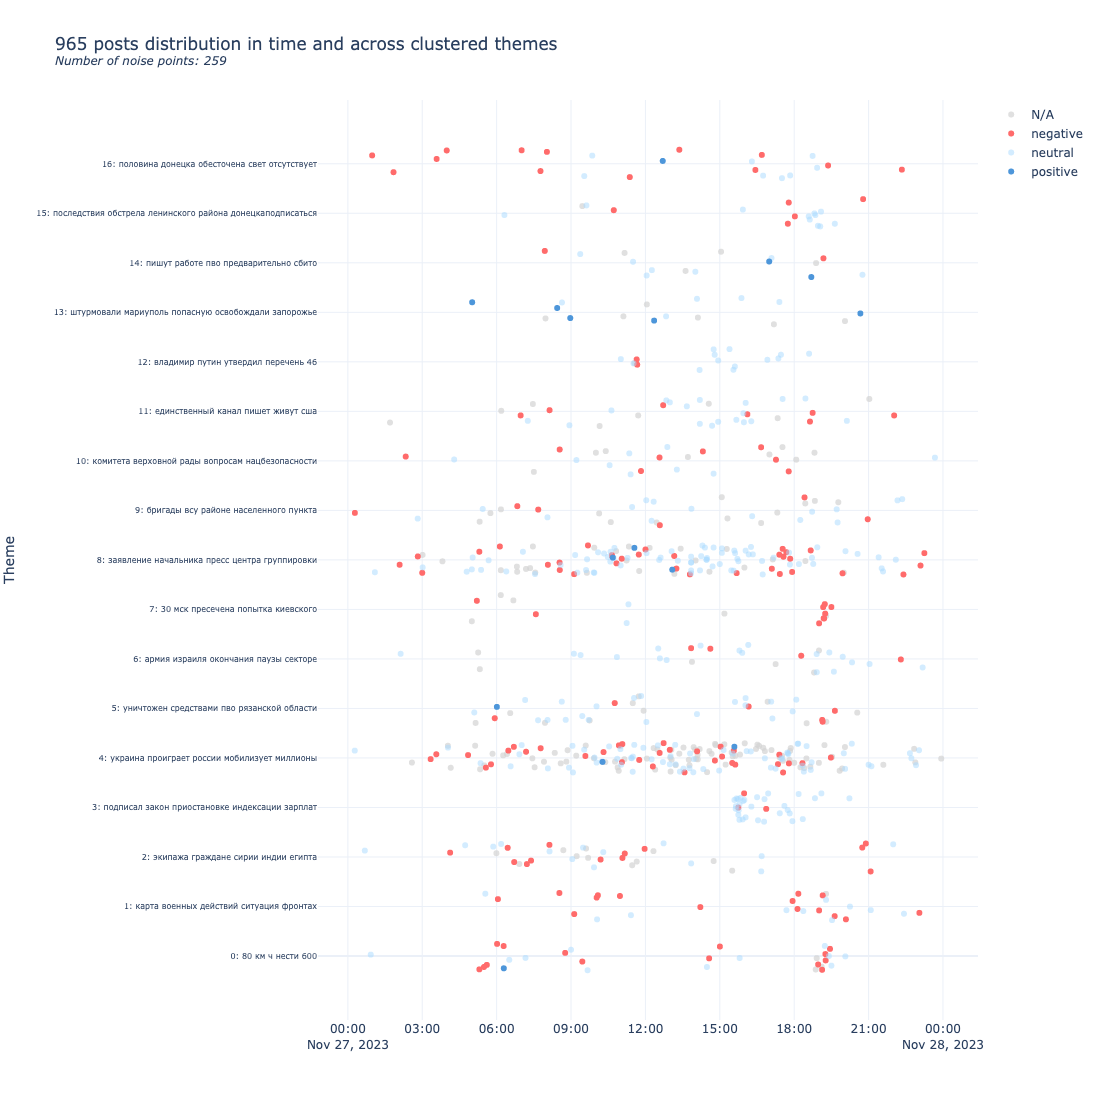 965 posts distribution in time and across clustered themes
Number of noise points: 259
N/A
negative
neutral
positive
Theme
16: половина донецка обесточена свет отсутствует
15: последствия обстрела ленинского района донецкаподписаться
14: пишут работе пво предварительно сбито
13: штурмовали мариуполь попасную освобождали запорожье
12: владимир путин утвердил перечень 46
11: единственный канал пишет живут сша
10: комитета верховной рады вопросам нацбезопасности
9: бригады всу районе населенного пункта
8: заявление начальника пресс центра группировки
7: 30 мск пресечена попытка киевского
6: армия израиля окончания паузы секторе
5: уничтожен средствами пво рязанской области
4: украина проиграет россии мобилизует миллионы
3: подписал закон приостановке индексации зарплат
2: экипажа граждане сирии индии египта
1: карта военных действий ситуация фронтах
0: 80 км ч нести 600
00:00 03:00 06:00 09:00 12:00 15:00 18:00 21:00 00:00
Nov 27, 2023 Nov 28, 2023